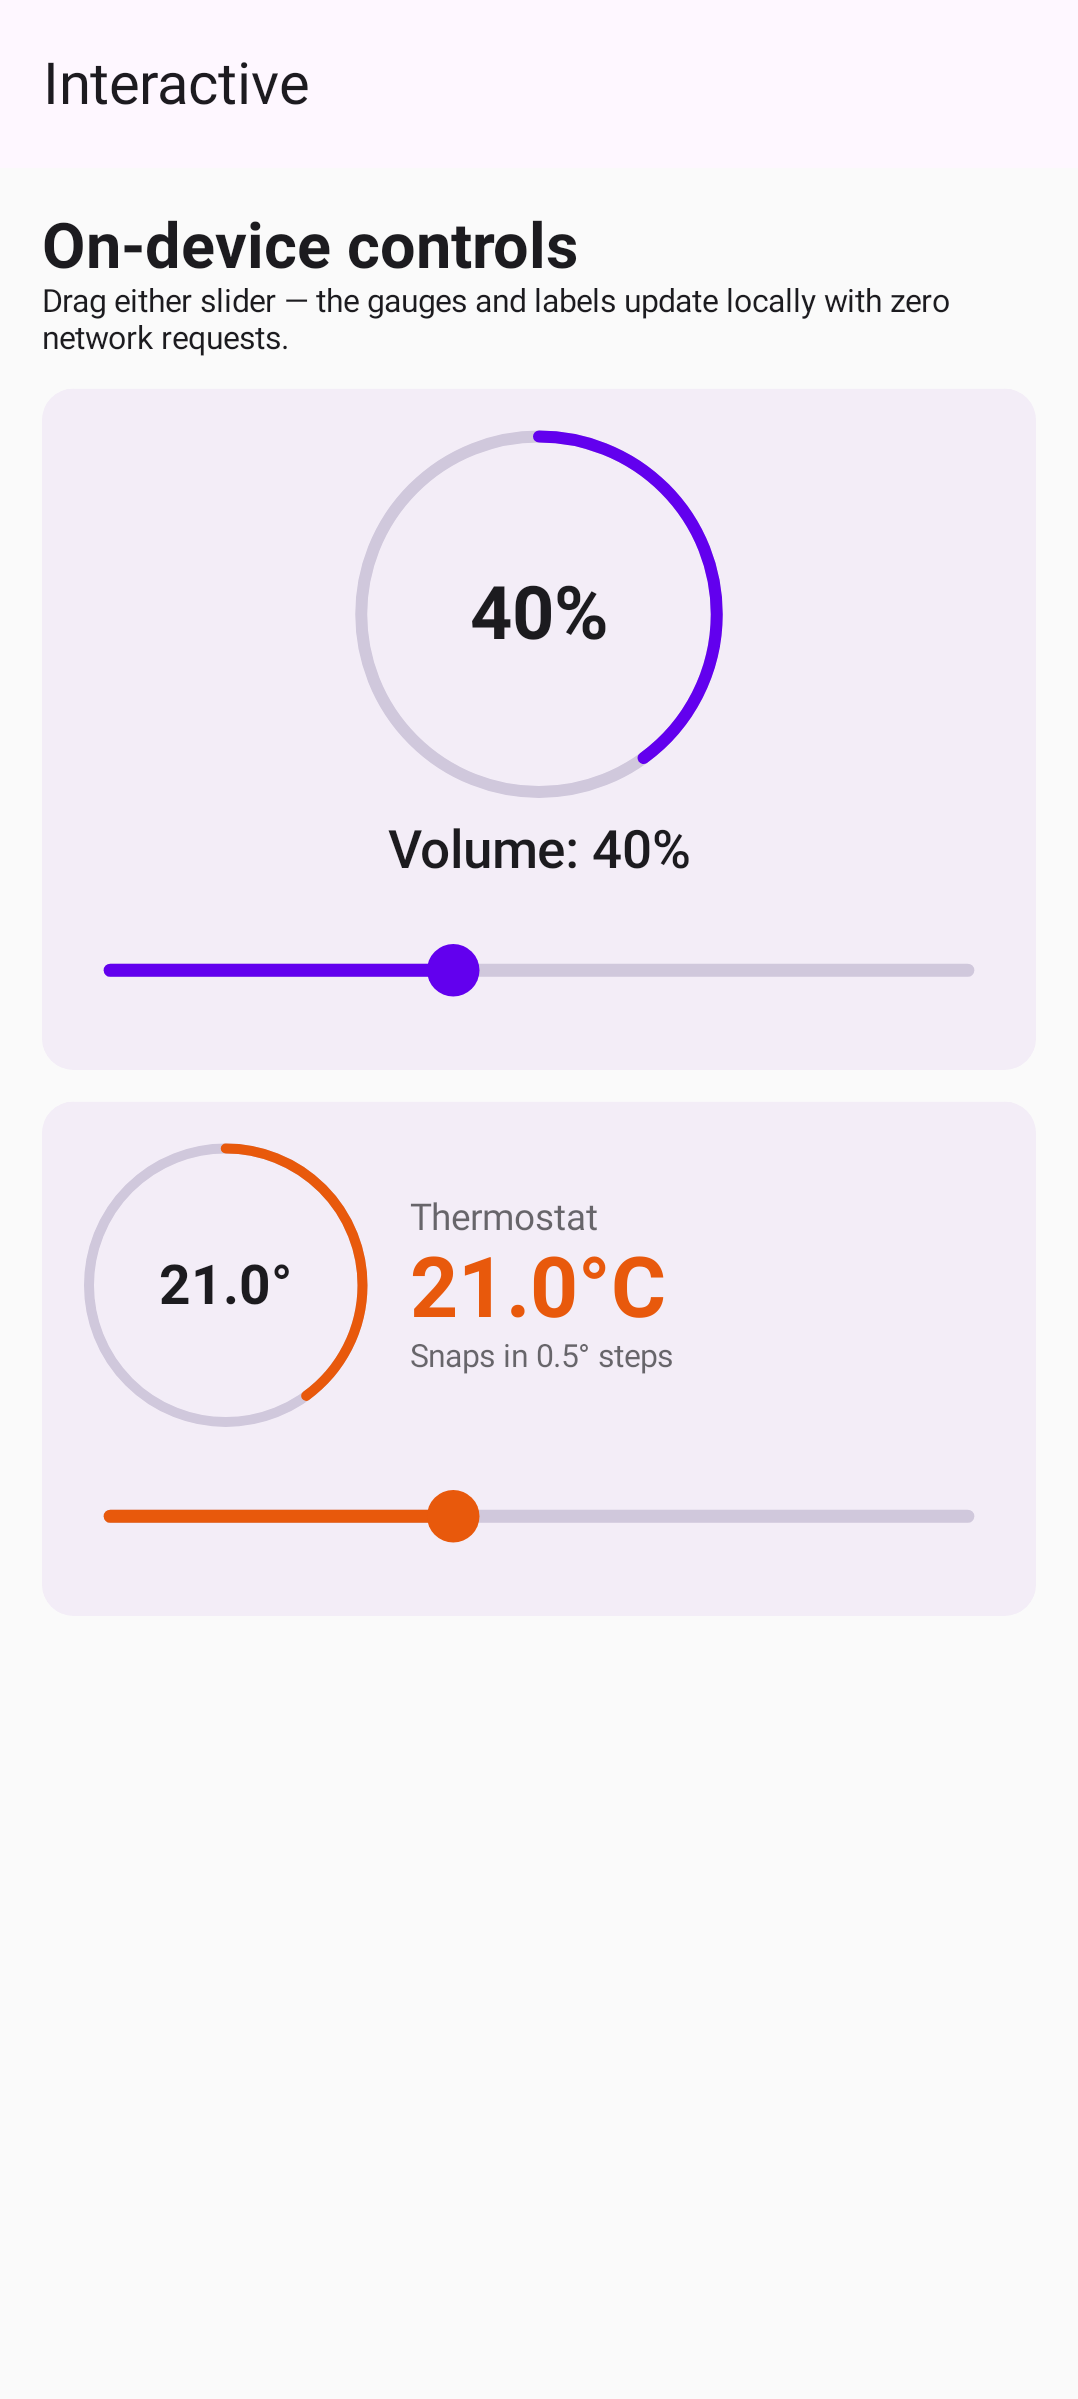 Interactive
On-device controls
Drag either slider — the gauges and labels update locally with zero
network requests.
40%
Volume: 40%
21.0°
Thermostat
21.0°C
Snaps in 0.5° steps